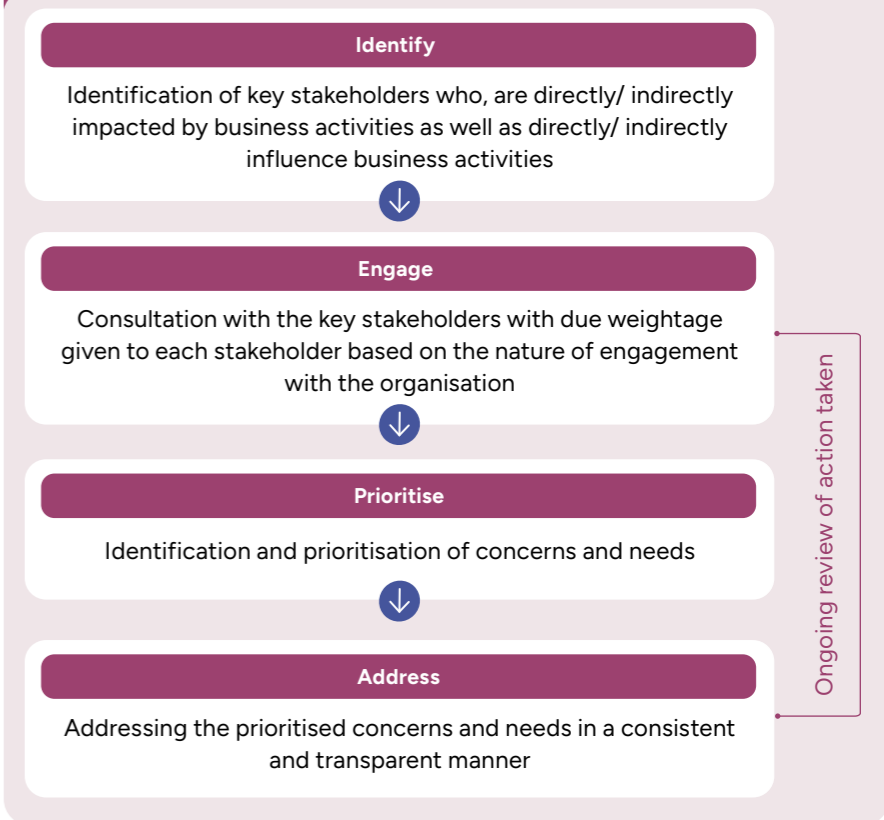 Identify
Identification of key stakeholders who, are directly/ indirectly
impacted by business activities as well as directly/ indirectly
influence business activities
Engage
Consultation with the key stakeholders with due weightage
given to each stakeholder based on the nature of engagement
with the organisation
Prioritise
Identification and prioritisation of concerns and needs
Address
Addressing the prioritised concerns and needs in a consistent
and transparent manner
Ongoing review of action taken